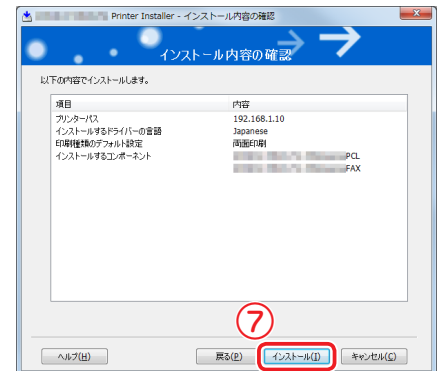 Printer Installer - インストール内容の確認
インストール内容の確認
以下の内容でインストールします。
項目 内容
プリンターパス 192.168.1.10
インストールするドライバーの言語 Japanese
印刷種類のデフォルト設定 両面印刷
インストールするコンポーネント PCL
FAX
⑦
ヘルプ(H) 戻る(P) インストール(I) キャンセル(C)